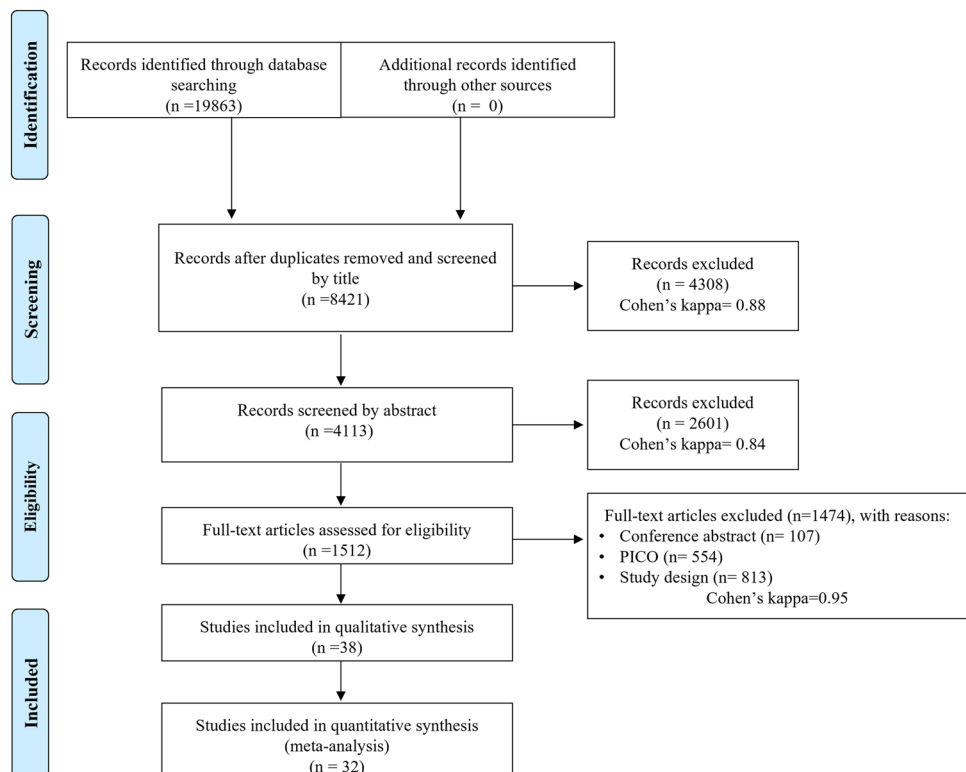 Identification
Records identified through database
searching
(n =19863)
Additional records identified
through other sources
(n = 0)
Screening
Records after duplicates removed and screened
by title
(n =8421)
Records excluded
(n = 4308)
Cohen's kappa= 0.88
Records screened by abstract
(n =4113)
Records excluded
(n = 2601)
Cohen's kappa= 0.84
Eligibility
Full-text articles assessed for eligibility
(n =1512)
Full-text articles excluded (n=1474), with reasons:
• Conference abstract (n= 107)
• PICO (n= 554)
• Study design (n= 813)
Cohen's kappa=0.95
Included
Studies included in qualitative synthesis
(n =38)
Studies included in quantitative synthesis
(meta-analysis)
(n = 32)